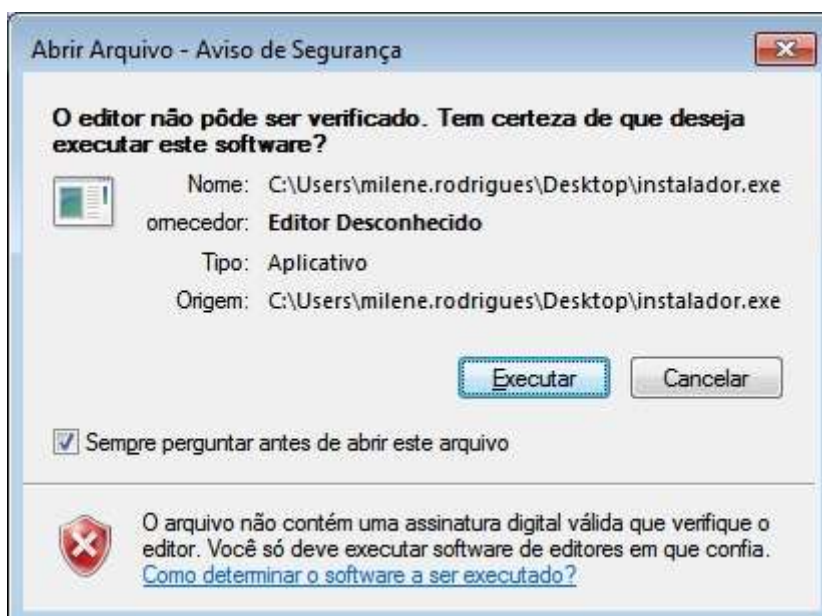 Abrir Arquivo - Aviso de Segurança
O editor não pôde ser verificado. Tem certeza de que deseja
executar este software?
Nome: C:\Users\milene.rodrigues\Desktop\instalador.exe
ornecedor: Editor Desconhecido
Tipo: Aplicativo
Origem: C:\Users\milene.rodrigues\Desktop\instalador.exe
Executar Cancelar
Sempre perguntar antes de abrir este arquivo
O arquivo não contém uma assinatura digital válida que verifique o
editor. Você só deve executar software de editores em que confia.
Como determinar o software a ser executado?